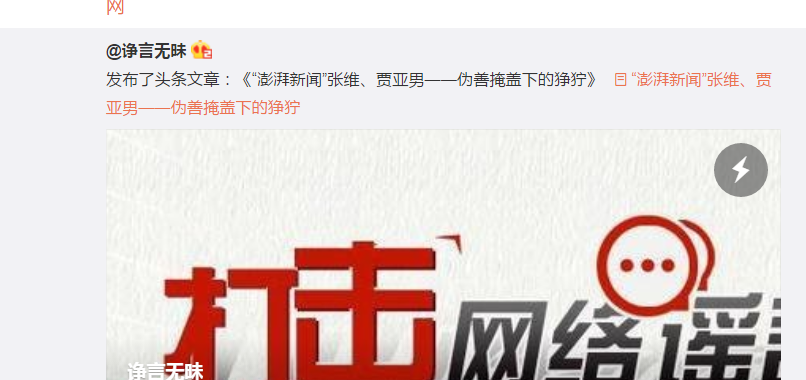 网
@诤言无昧
发布了头条文章：《“澎湃新闻”张维、贾亚男——伪善掩盖下的狰狞》 “澎湃新闻”张维、贾
亚男——伪善掩盖下的狰狞
打击网络谣
诤言无昧